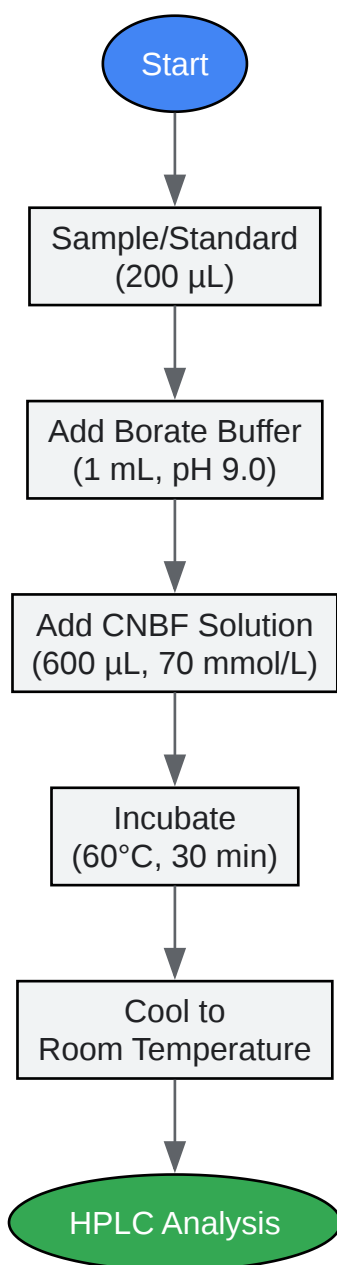 Start
Sample/Standard
(200 µL)
Add Borate Buffer
(1 mL, pH 9.0)
Add CNBF Solution
(600 µL, 70 mmol/L)
Incubate
(60°C, 30 min)
Cool to
Room Temperature
HPLC Analysis